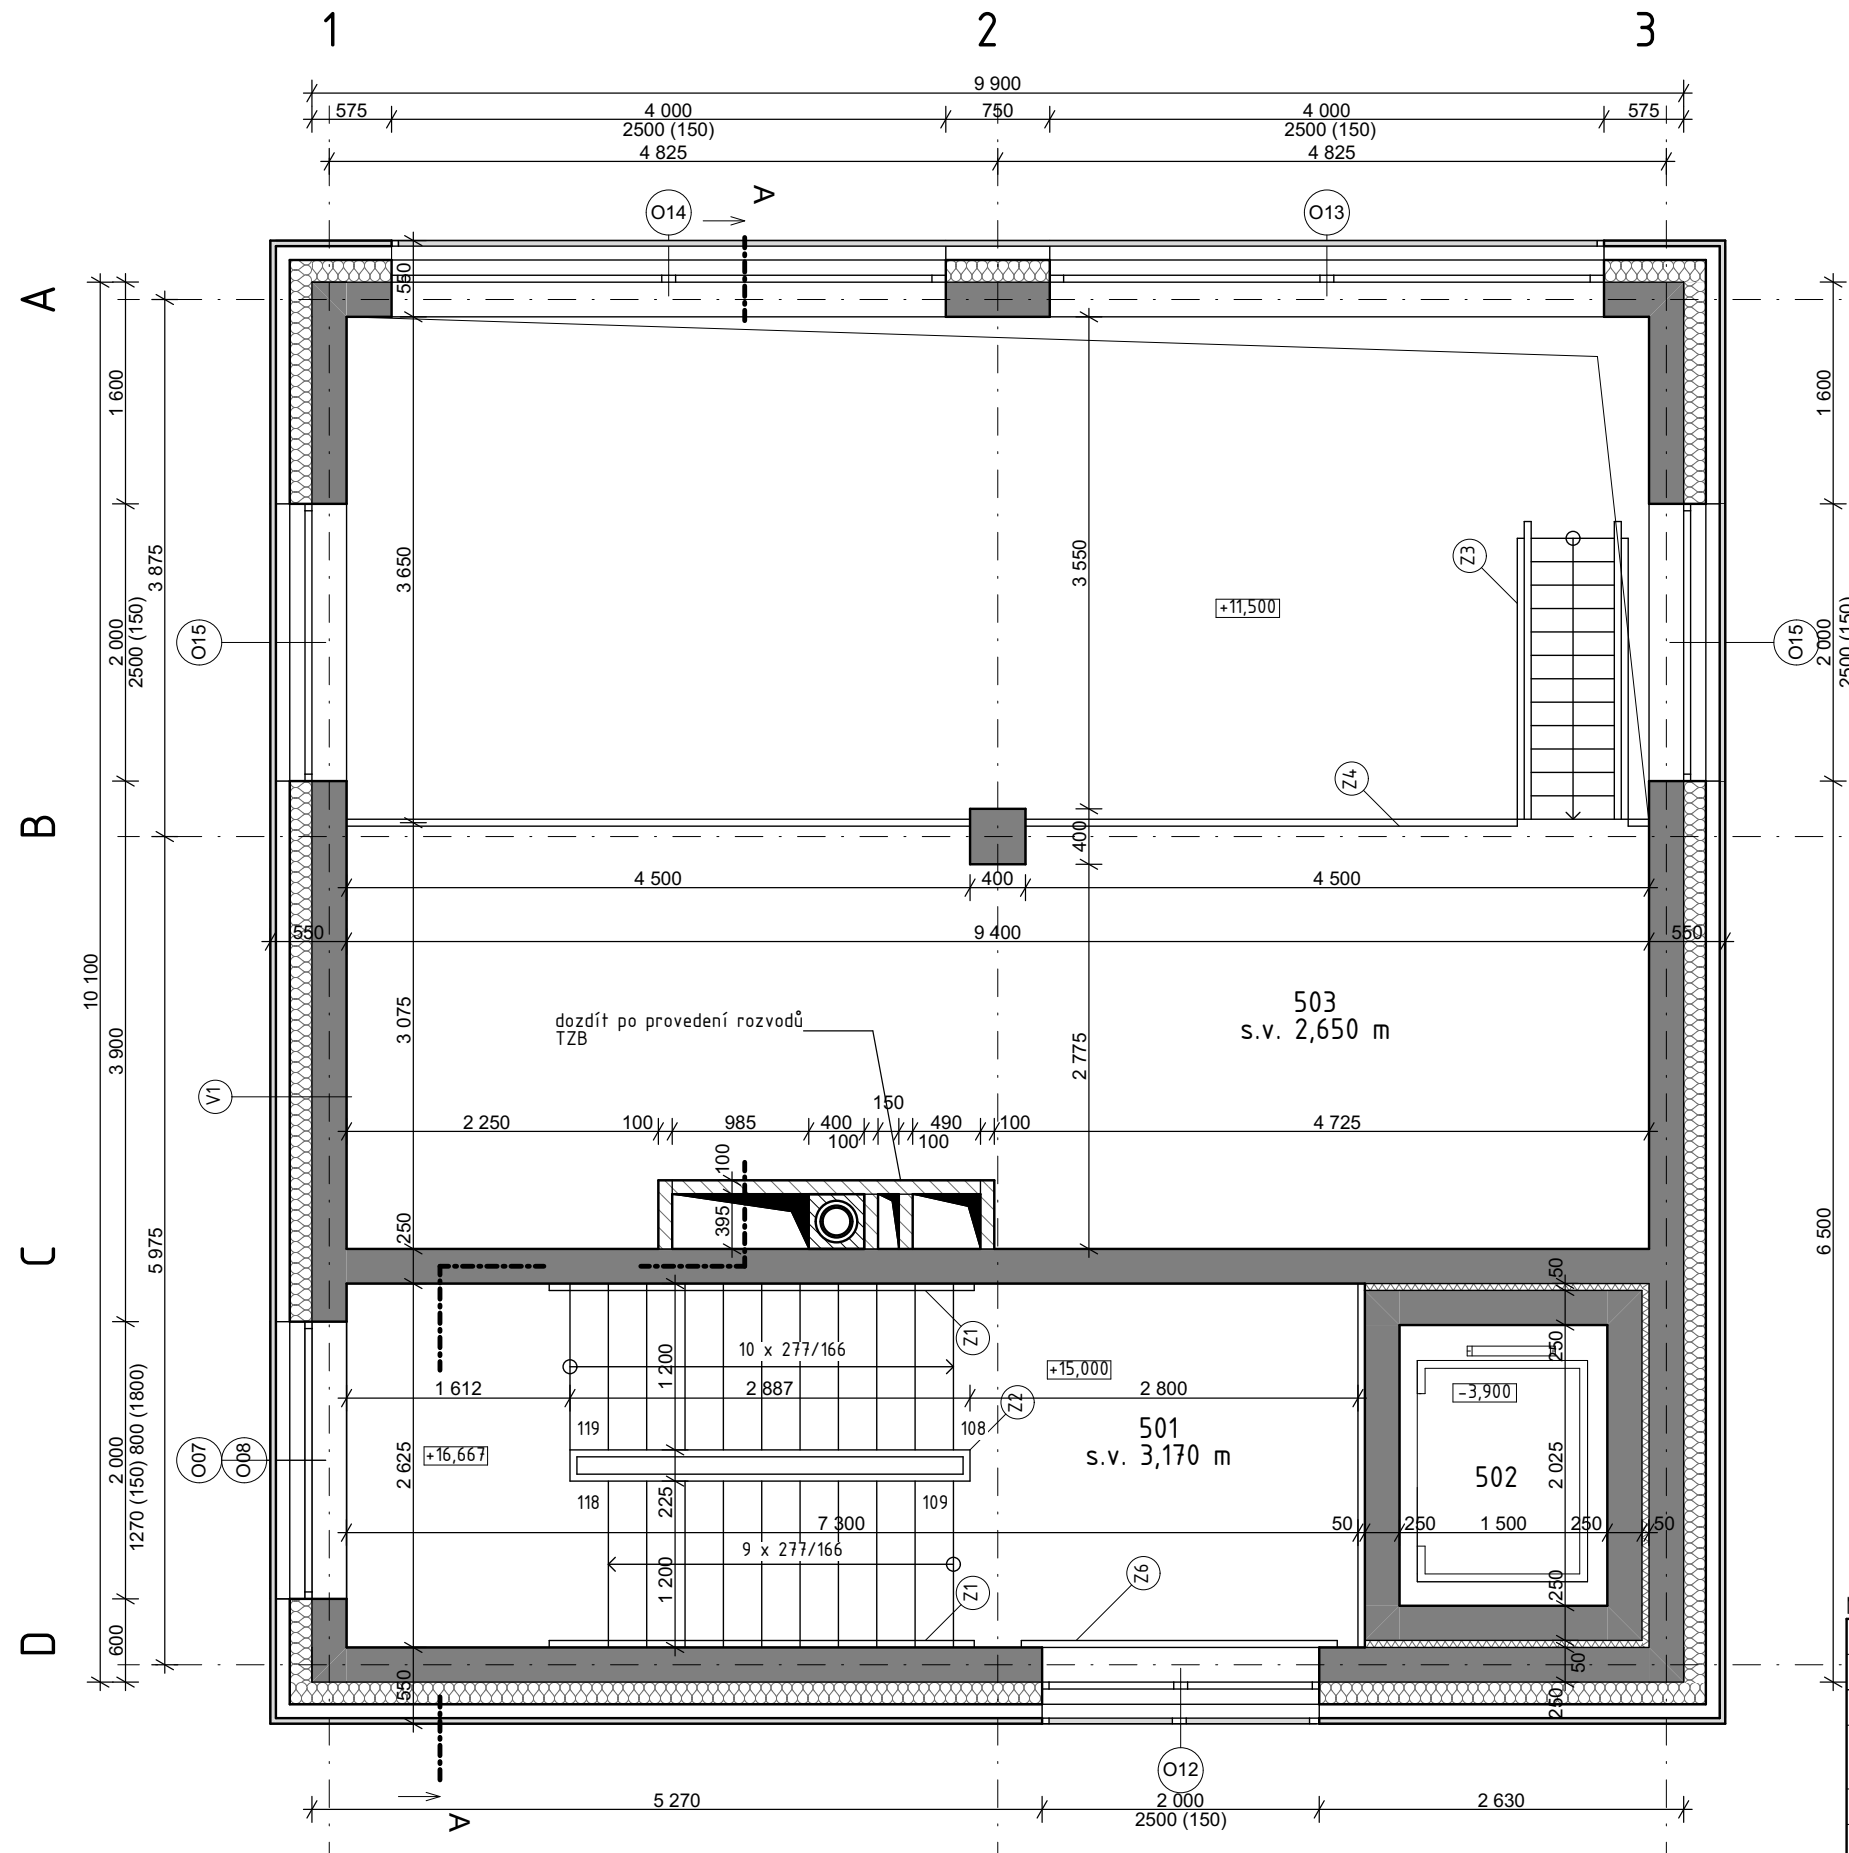 1 2 3
9 900
575 4 000 750 4 000 575
2500 (150) 2500 (150)
4 825 4 825
A
O14 O13
A
550
1 600
1 600
3 875
3 650
3 550
Z3
+11,500
O15
2 000
2500 (150)
O15
2 000
2500 (150)
Z4
B
400
4 500 400 4 500
550 9 400 550
10 100
3 900
3 075
503
s.v. 2,650 m
dozdít po provedení rozvodů
TZB
2 775
V1
150
2 250 100 985 400 490 100 4 725
100 100
100
395
250
C
5 975
6 500
50
Z1
10 x 277/166
1 200
+15,000
250
1 612 2 887 2 800
-3,900
Z2
119 108
501
s.v. 3,170 m
+16,667
O07 O08
2 000
1270 (150) 800 (1800)
2 625
502
2 025
118 225 109
7 300 50 250 1 500 250 50
9 x 277/166
1 200
Z1
Z6
250
D
600
550
50
250
O12
A
5 270 2 000 2 630
2500 (150)